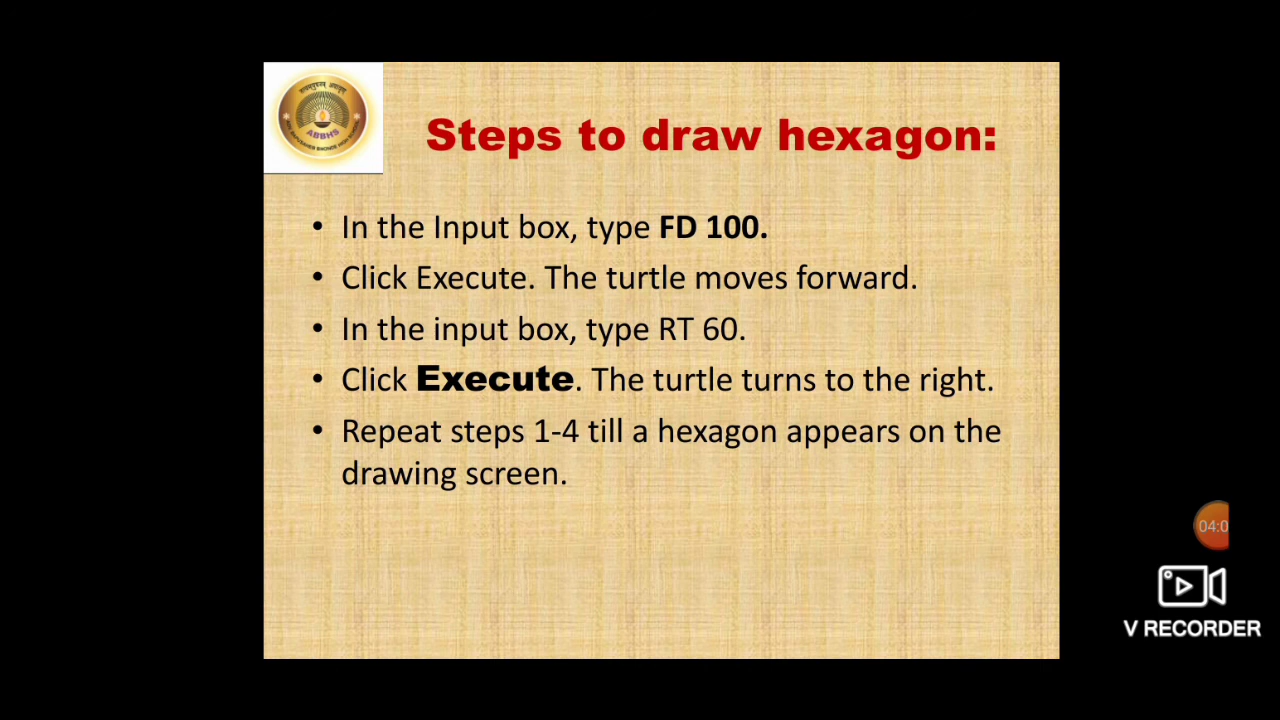 ABBHS
Steps to draw hexagon:
• In the Input box, type FD 100.
• Click Execute. The turtle moves forward.
• In the input box, type RT 60.
• Click Execute. The turtle turns to the right.
• Repeat steps 1-4 till a hexagon appears on the
drawing screen.
04:0
V RECORDER